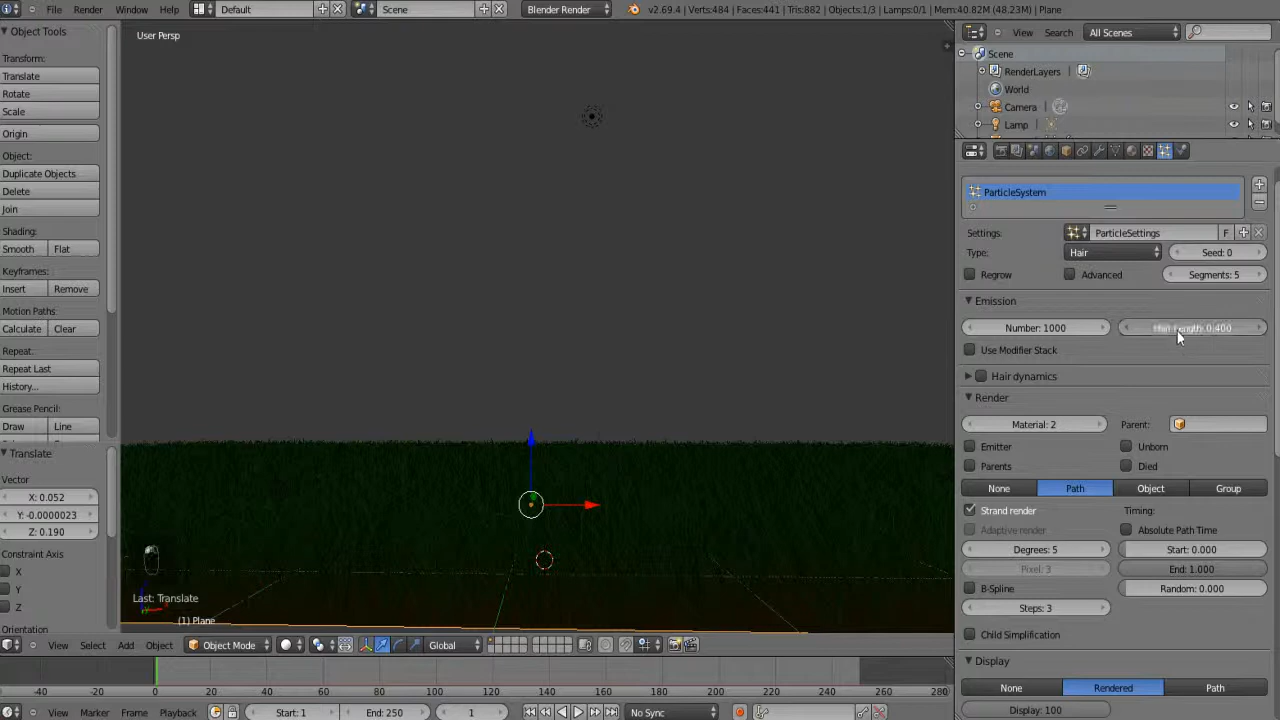 File Render Window Help Default Scene Blender Render v2.69.4 | Verts:484 | Faces:441 | Tris:882 | Objects:1/3 | Lamps:0/1 | Mem:40.82M (48.23M) | Plane
Object Tools
Transform:
Translate
Rotate
Scale
Origin
Object:
Duplicate Objects
Delete
Join
Shading:
Smooth Flat
Keyframes:
Insert Remove
Motion Paths:
Calculate Clear
Repeat:
Repeat Last
History...
Grease Pencil:
Draw Line
Translate
Vector
X: 0.052
Y: -0.0000023
Z: 0.190
Constraint Axis
X
Y
Z
Orientation
User Persp
Last: Translate
(1) Plane
View Select Add Object Object Mode Global
-40 -20 0 20 40 60 80 100 120 140 160 180 200 220 240 260 280
View Marker Frame Playback Start: 1 End: 250 1 No Sync
View Search All Scenes
Scene
RenderLayers
World
Camera
Lamp
ParticleSystem
Settings: ParticleSettings F
Type: Hair Seed: 0
Regrow Advanced Segments: 5
Emission
Number: 1000 Hair Length: 0.400
Use Modifier Stack
Hair dynamics
Render
Material: 2 Parent:
Emitter Unborn
Parents Died
None Path Object Group
Strand render Timing:
Adaptive render Absolute Path Time
Degrees: 5 Start: 0.000
Pixel: 3 End: 1.000
B-Spline Random: 0.000
Steps: 3
Child Simplification
Display
None Rendered Path
Display: 100